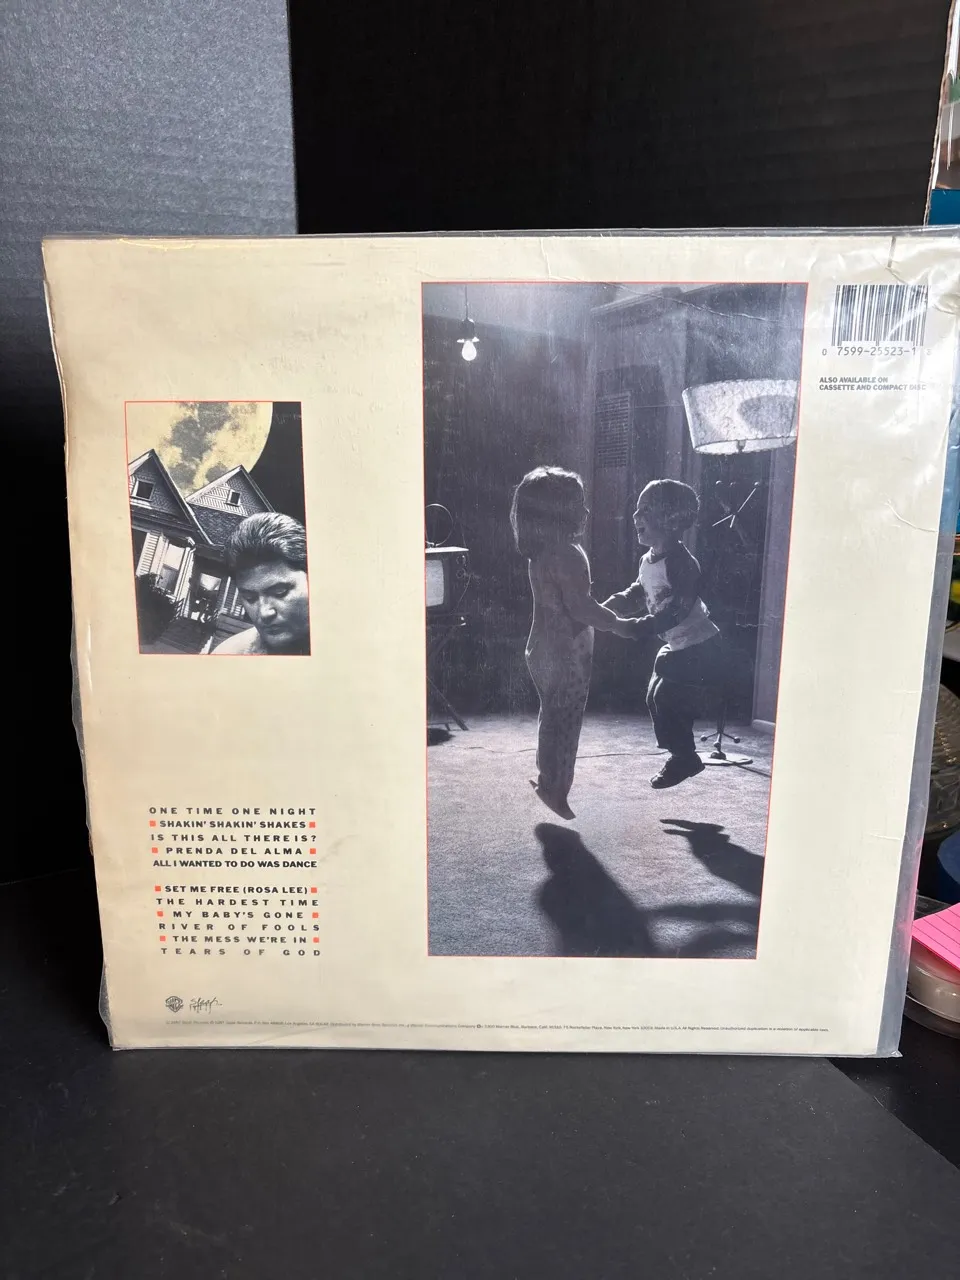 0 7599-25523-1
ALSO AVAILABLE ON
CASSETTE AND COMPACT DISC
ONE TIME ONE NIGHT
SHAKIN' SHAKIN' SHAKES
IS THIS ALL THERE IS?
PRENDA DEL ALMA
ALL I WANTED TO DO WAS DANCE
SET ME FREE (ROSA LEE)
THE HARDEST TIME
MY BABY'S GONE
RIVER OF FOOLS
THE MESS WE'RE IN
TEARS OF GOD
Slash